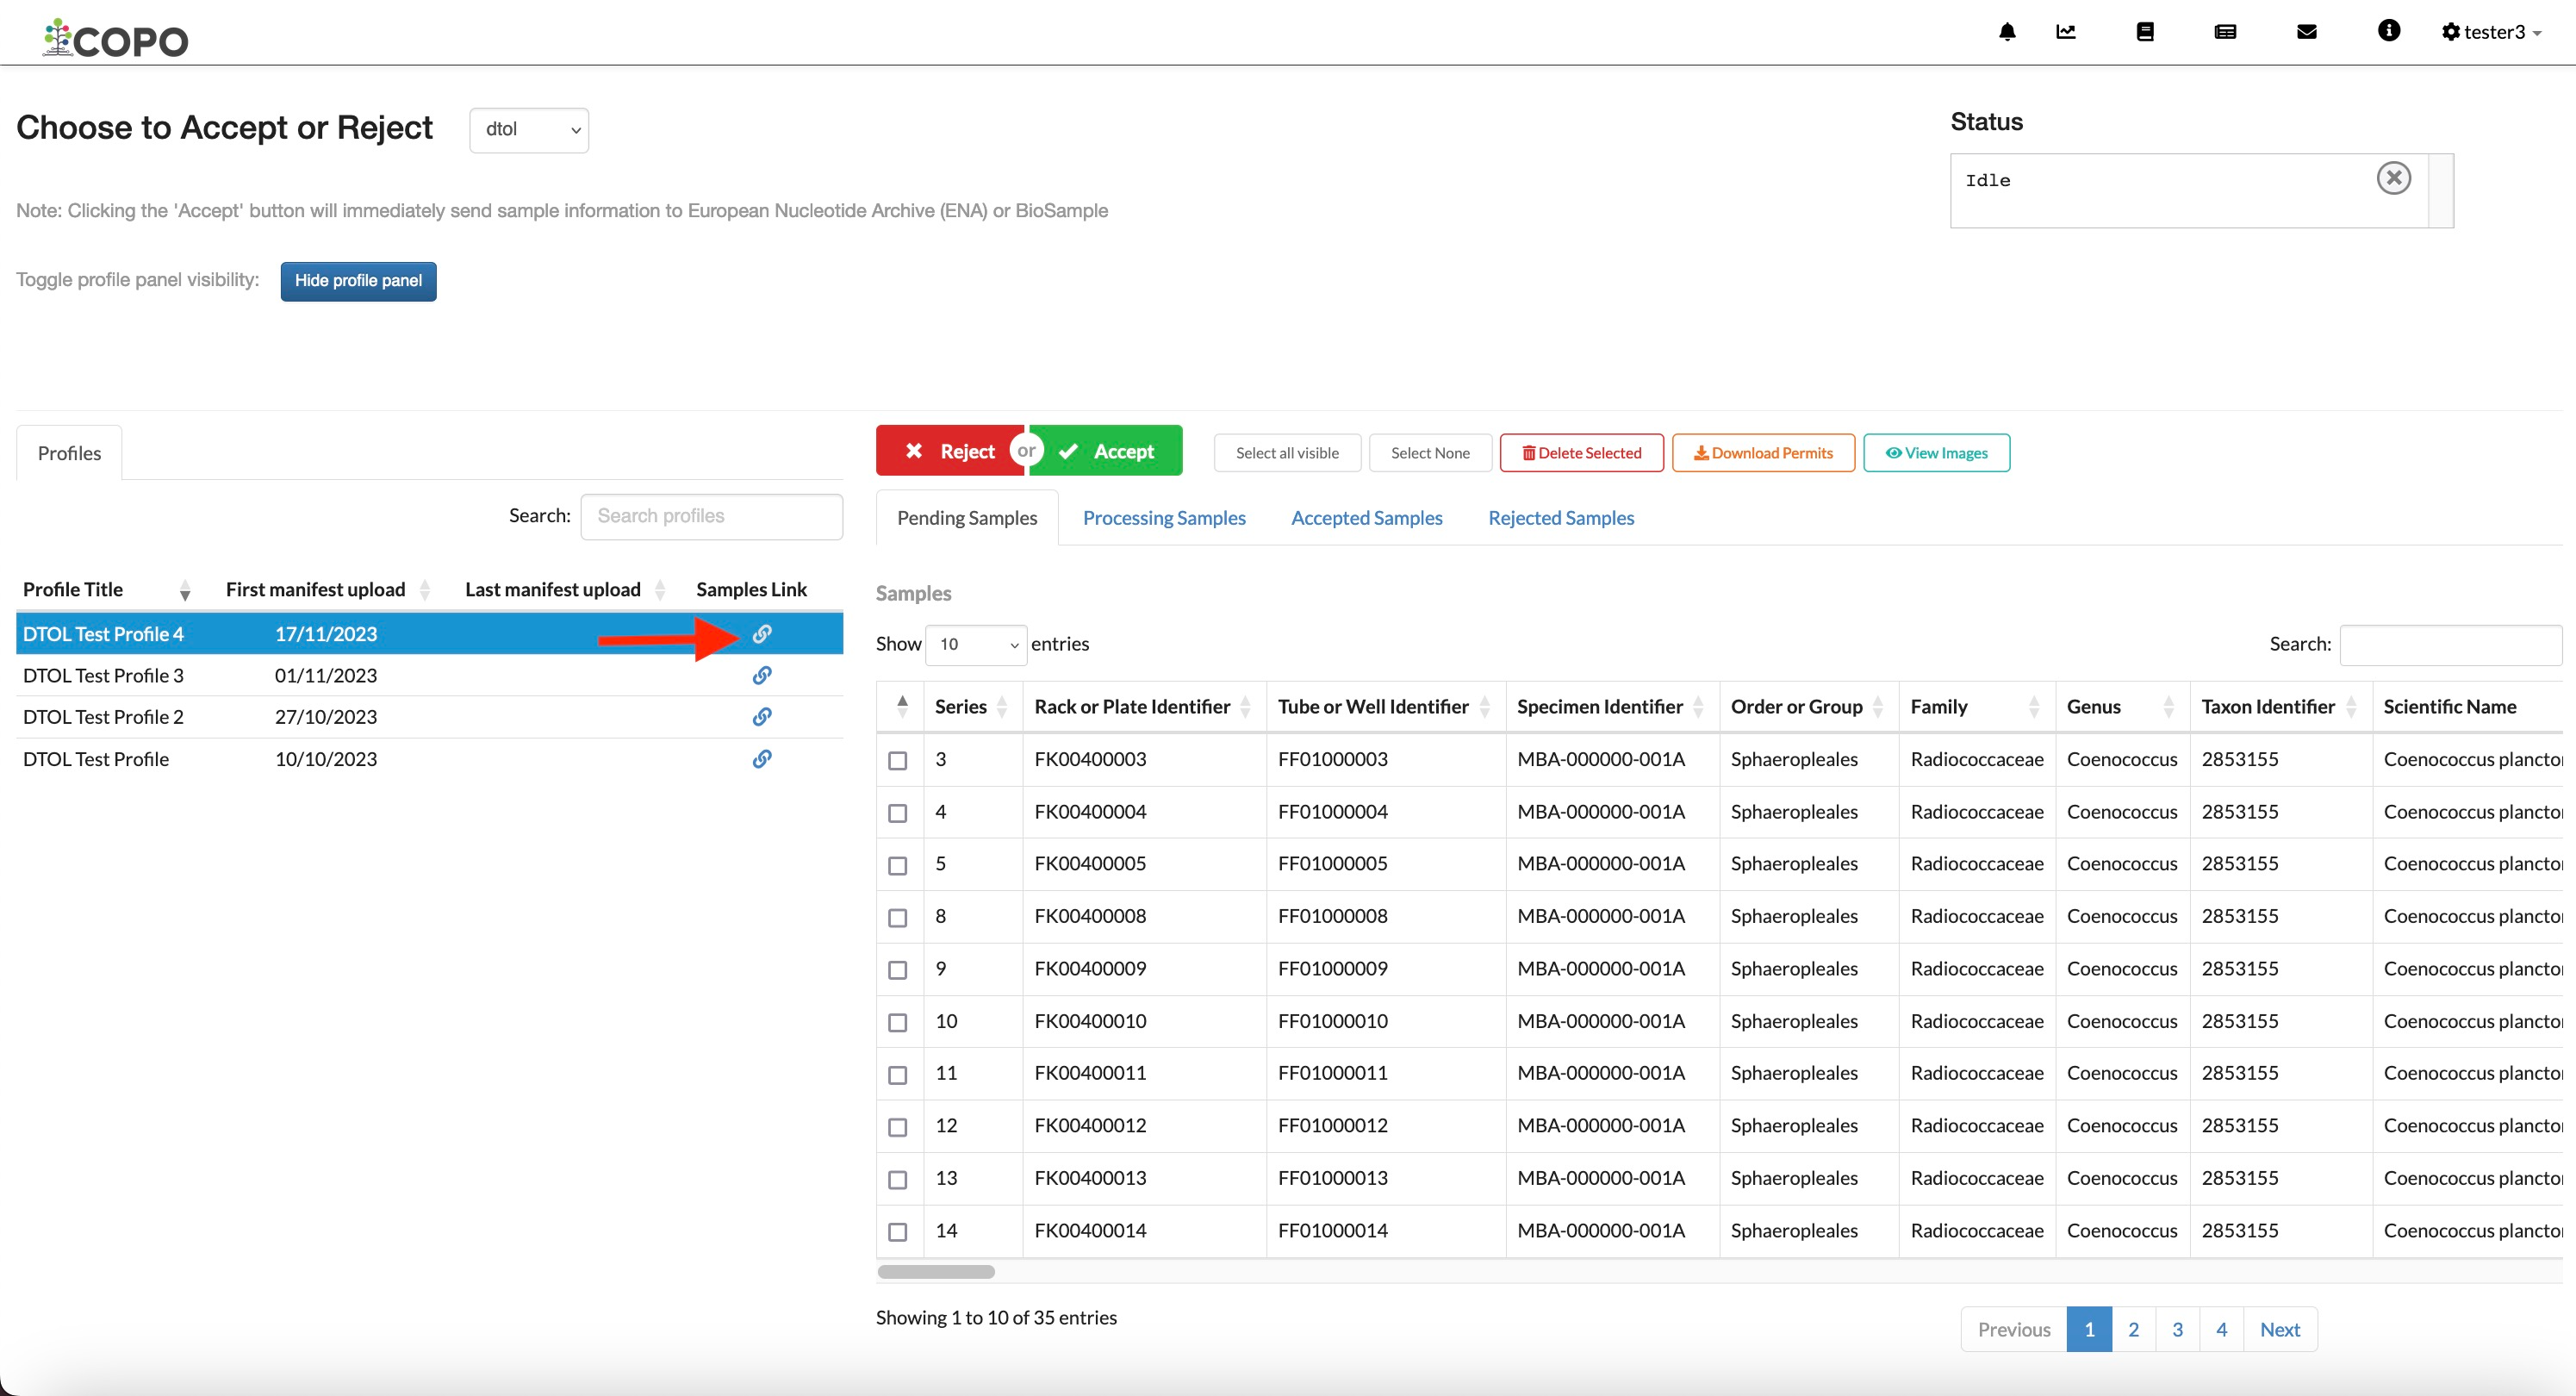 COPO
tester3
Choose to Accept or Reject
dtol
Status
Idle
Note: Clicking the 'Accept' button will immediately send sample information to European Nucleotide Archive (ENA) or BioSample
Toggle profile panel visibility:
Hide profile panel
Profiles
Search:
Search profiles
Profile Title First manifest upload Last manifest upload Samples Link
DTOL Test Profile 4 17/11/2023
DTOL Test Profile 3 01/11/2023
DTOL Test Profile 2 27/10/2023
DTOL Test Profile 10/10/2023
Reject or Accept
Select all visible
Select None
Delete Selected
Download Permits
View Images
Pending Samples Processing Samples Accepted Samples Rejected Samples
Samples
Show 10 entries
Search:
Series Rack or Plate Identifier Tube or Well Identifier Specimen Identifier Order or Group Family Genus Taxon Identifier Scientific Name
3 FK00400003 FF01000003 MBA-000000-001A Sphaeropleales Radiococcaceae Coenococcus 2853155 Coenococcus
4 FK00400004 FF01000004 MBA-000000-001A Sphaeropleales Radiococcaceae Coenococcus 2853155 Coenococcus
5 FK00400005 FF01000005 MBA-000000-001A Sphaeropleales Radiococcaceae Coenococcus 2853155 Coenococcus
8 FK00400008 FF01000008 MBA-000000-001A Sphaeropleales Radiococcaceae Coenococcus 2853155 Coenococcus
9 FK00400009 FF01000009 MBA-000000-001A Sphaeropleales Radiococcaceae Coenococcus 2853155 Coenococcus
10 FK00400010 FF01000010 MBA-000000-001A Sphaeropleales Radiococcaceae Coenococcus 2853155 Coenococcus
11 FK00400011 FF01000011 MBA-000000-001A Sphaeropleales Radiococcaceae Coenococcus 2853155 Coenococcus
12 FK00400012 FF01000012 MBA-000000-001A Sphaeropleales Radiococcaceae Coenococcus 2853155 Coenococcus
13 FK00400013 FF01000013 MBA-000000-001A Sphaeropleales Radiococcaceae Coenococcus 2853155 Coenococcus
14 FK00400014 FF01000014 MBA-000000-001A Sphaeropleales Radiococcaceae Coenococcus 2853155 Coenococcus
Showing 1 to 10 of 35 entries
Previous 1 2 3 4 Next